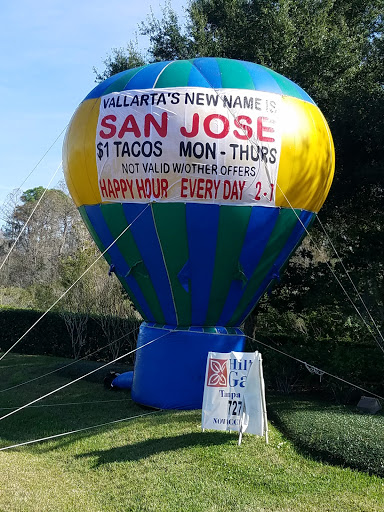 VALLARTA'S NEW NAME IS
SAN JOSE
$1 TACOS MON - THURS
NOT VALID W/OTHER OFFERS
HAPPY HOUR EVERY DAY 2 - 7
Tampa
727